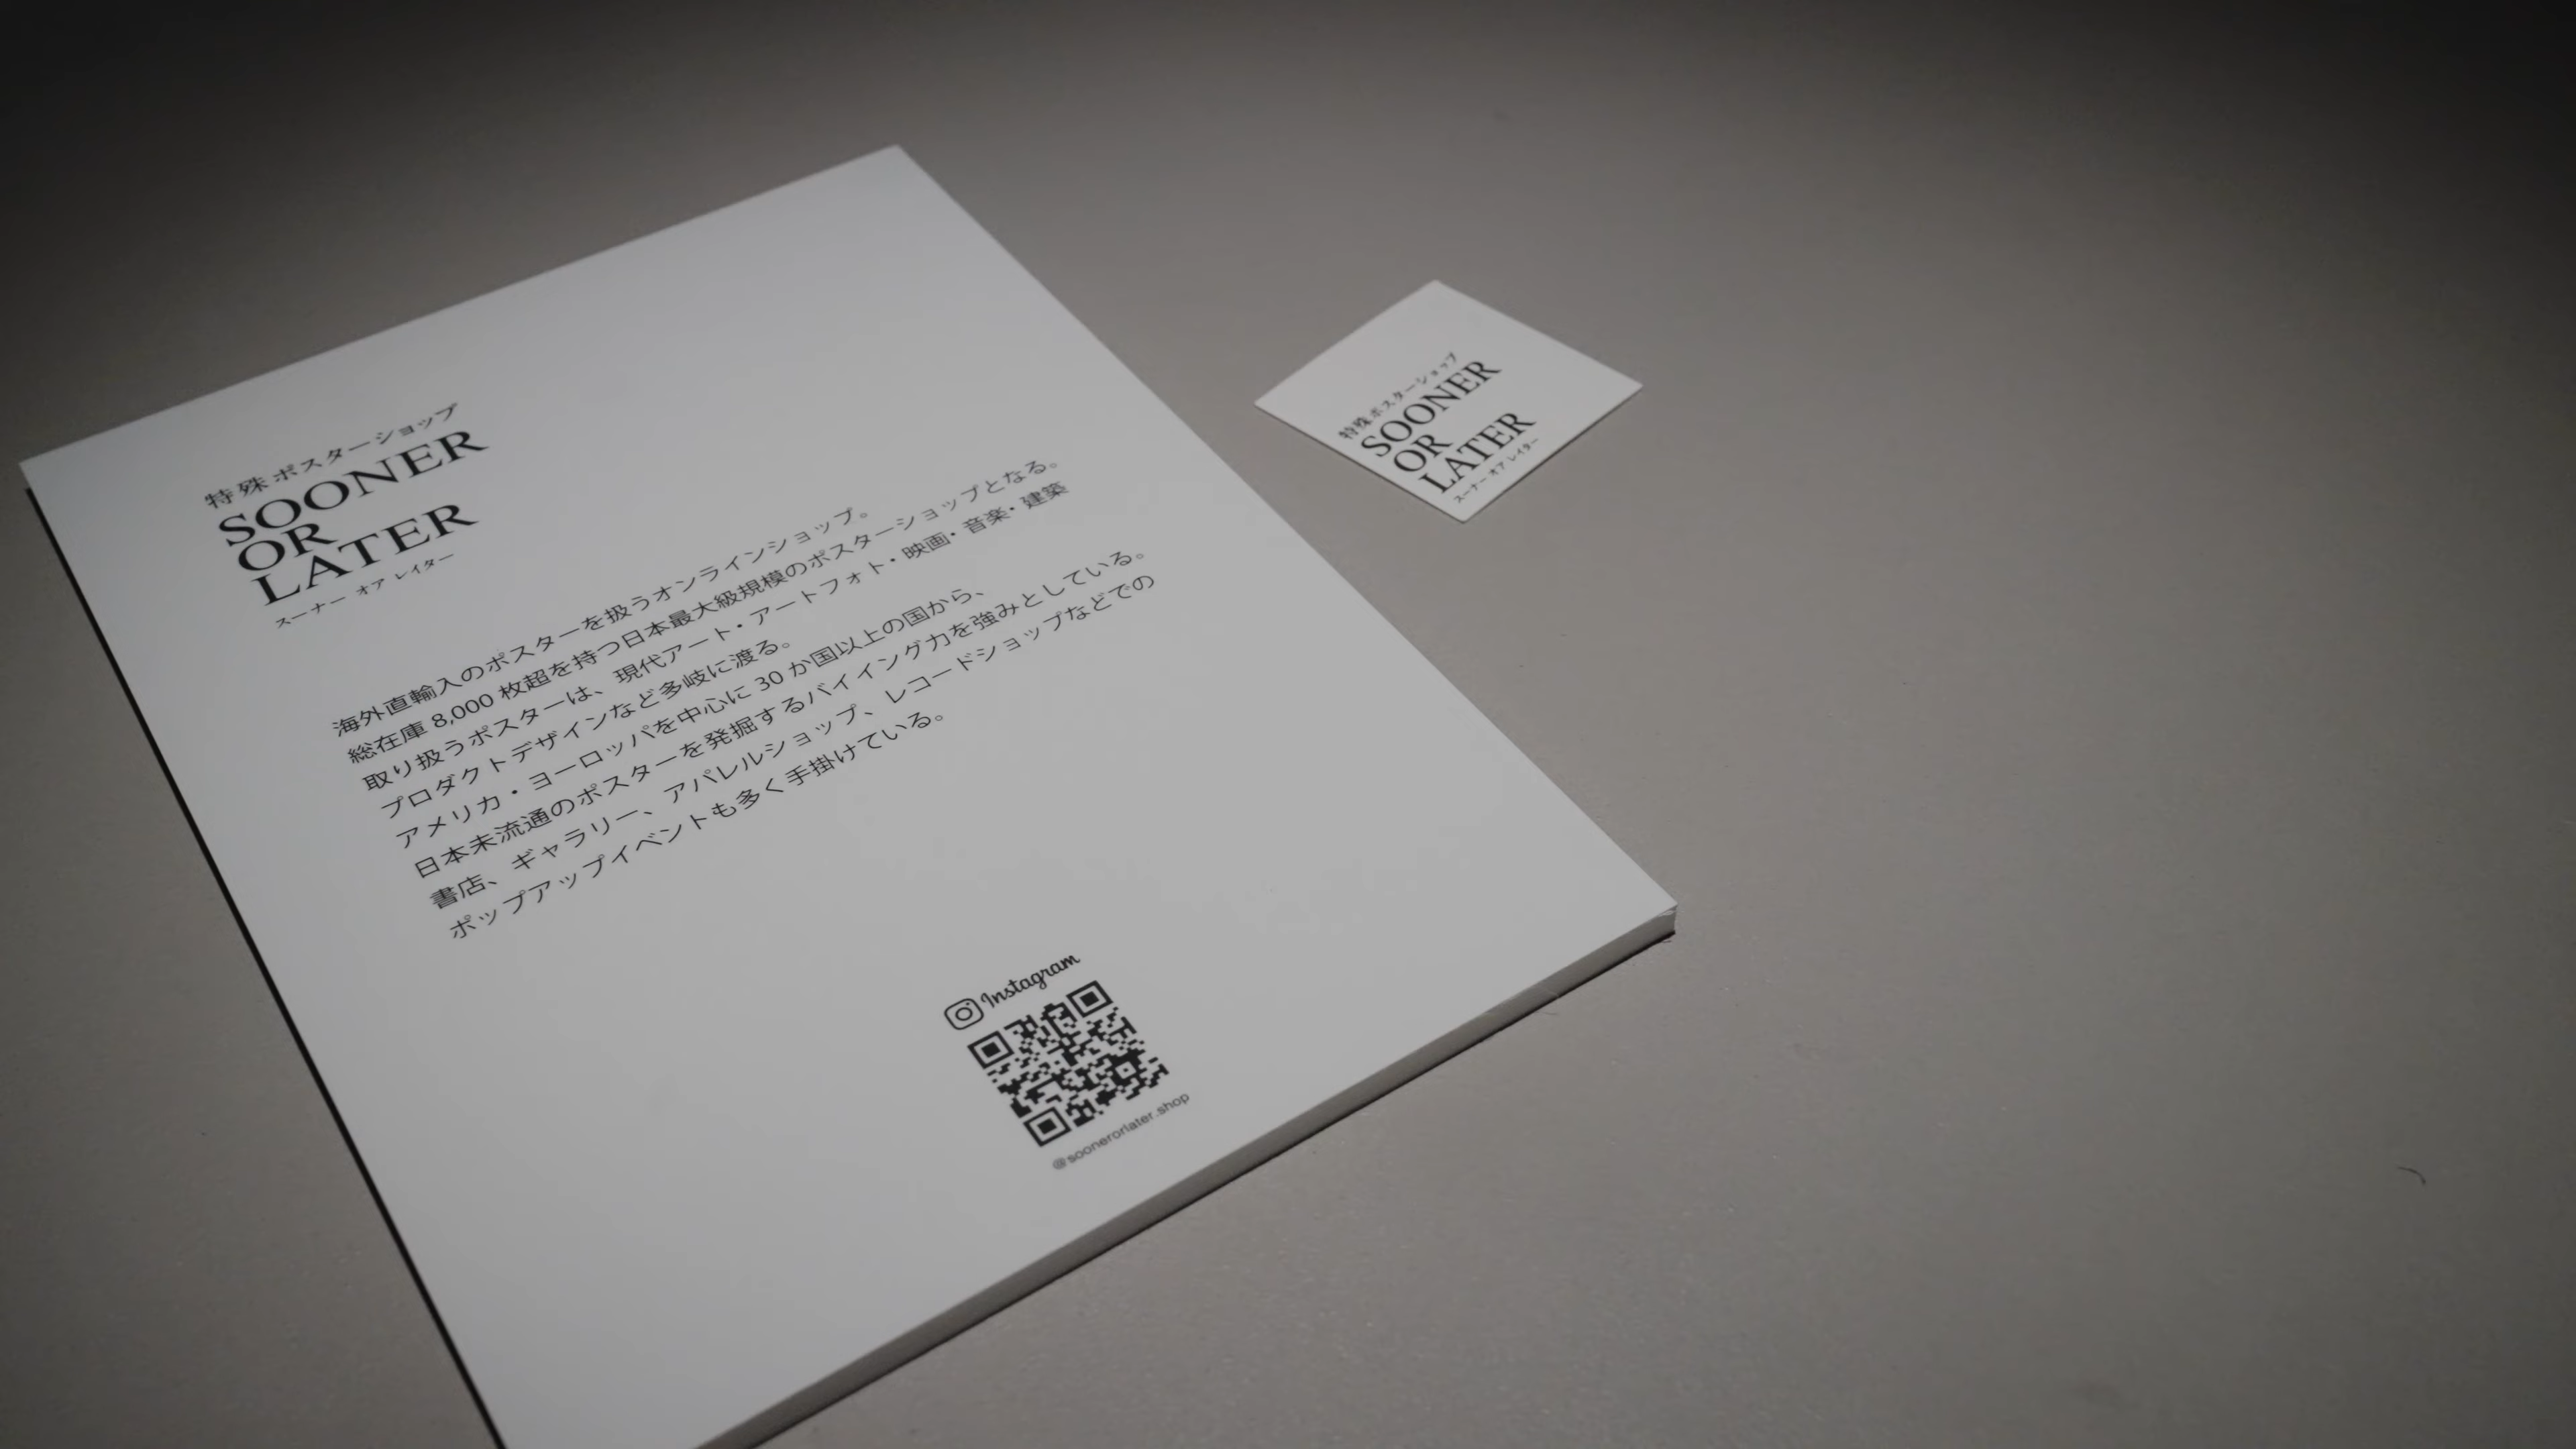 特殊ポスターショップ
SOONER
OR
LATER
スーナー オア レイター
海外直輸入のポスターを扱うオンラインショップ。
総在庫 8,000 枚超を持つ日本最大級規模のポスターショップとなる。
取り扱うポスターは、現代アート・アートフォト・映画・音楽・建築
プロダクトデザインなど多岐に渡る。
アメリカ・ヨーロッパを中心に 30 か国以上の国から、
日本未流通のポスターを発掘するバイイング力を強みとしている。
書店、ギャラリー、アパレルショップ、レコードショップなどでの
ポップアップイベントも多く手掛けている。
Instagram
@soonerorlater.shop
特殊ポスターショップ
SOONER
OR
LATER
スーナー オア レイター